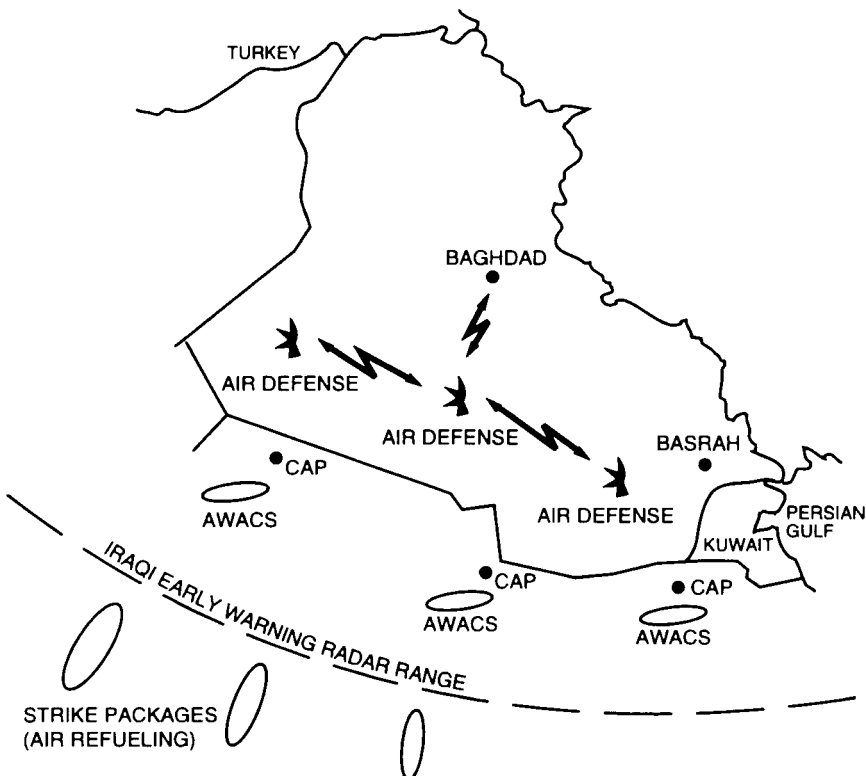 TURKEY
BAGHDAD
AIR DEFENSE
AIR DEFENSE
BASRAH
CAP
AWACS
AIR DEFENSE
PERSIAN
GULF
KUWAIT
CAP
AWACS
CAP
AWACS
IRAQI EARLY WARNING RADAR RANGE
STRIKE PACKAGES
(AIR REFUELING)